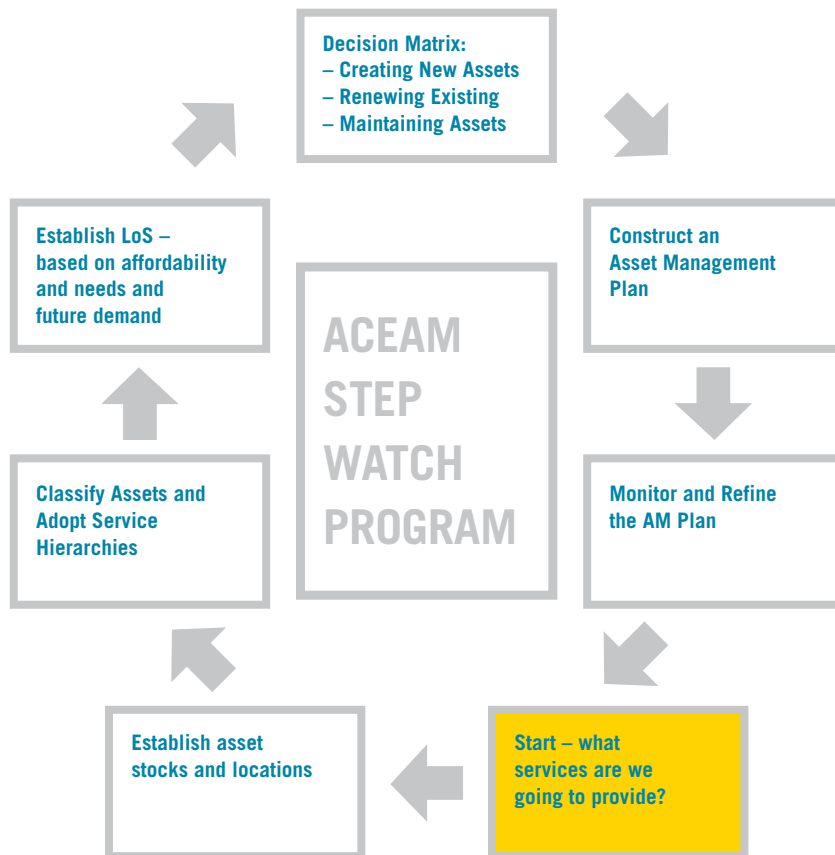 Decision Matrix:
– Creating New Assets
– Renewing Existing
– Maintaining Assets
Establish LoS –
based on affordability
and needs and
future demand
Construct an
Asset Management
Plan
ACEAM
STEP
WATCH
PROGRAM
Classify Assets and
Adopt Service
Hierarchies
Monitor and Refine
the AM Plan
Establish asset
stocks and locations
Start – what
services are we
going to provide?